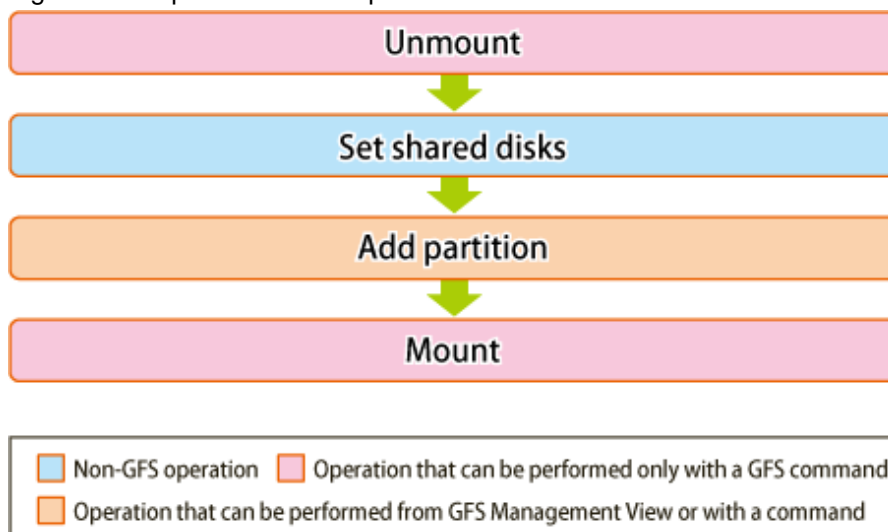 Unmount
Set shared disks
Add partition
Mount
Non-GFS operation Operation that can be performed only with a GFS command
Operation that can be performed from GFS Management View or with a command